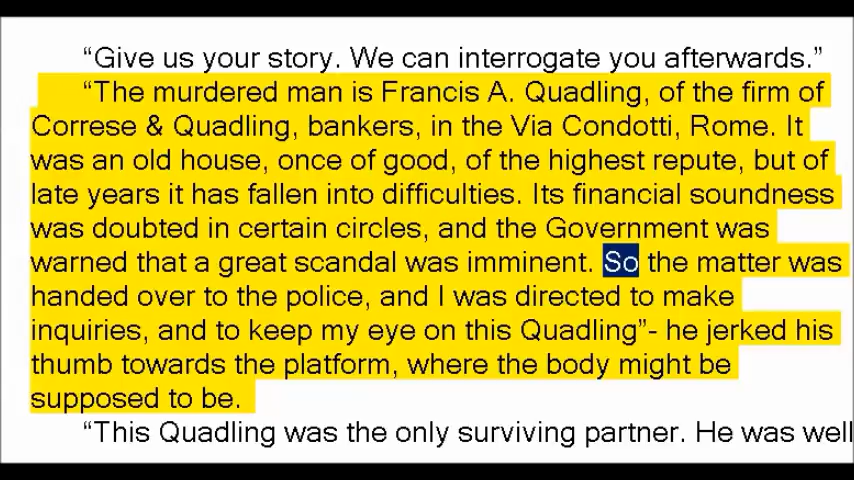 “Give us your story. We can interrogate you afterwards.”
“The murdered man is Francis A. Quadling, of the firm of
Correse & Quadling, bankers, in the Via Condotti, Rome. It
was an old house, once of good, of the highest repute, but of
late years it has fallen into difficulties. Its financial soundness
was doubted in certain circles, and the Government was
warned that a great scandal was imminent. So the matter was
handed over to the police, and I was directed to make
inquiries, and to keep my eye on this Quadling”- he jerked his
thumb towards the platform, where the body might be
supposed to be.
“This Quadling was the only surviving partner. He was well